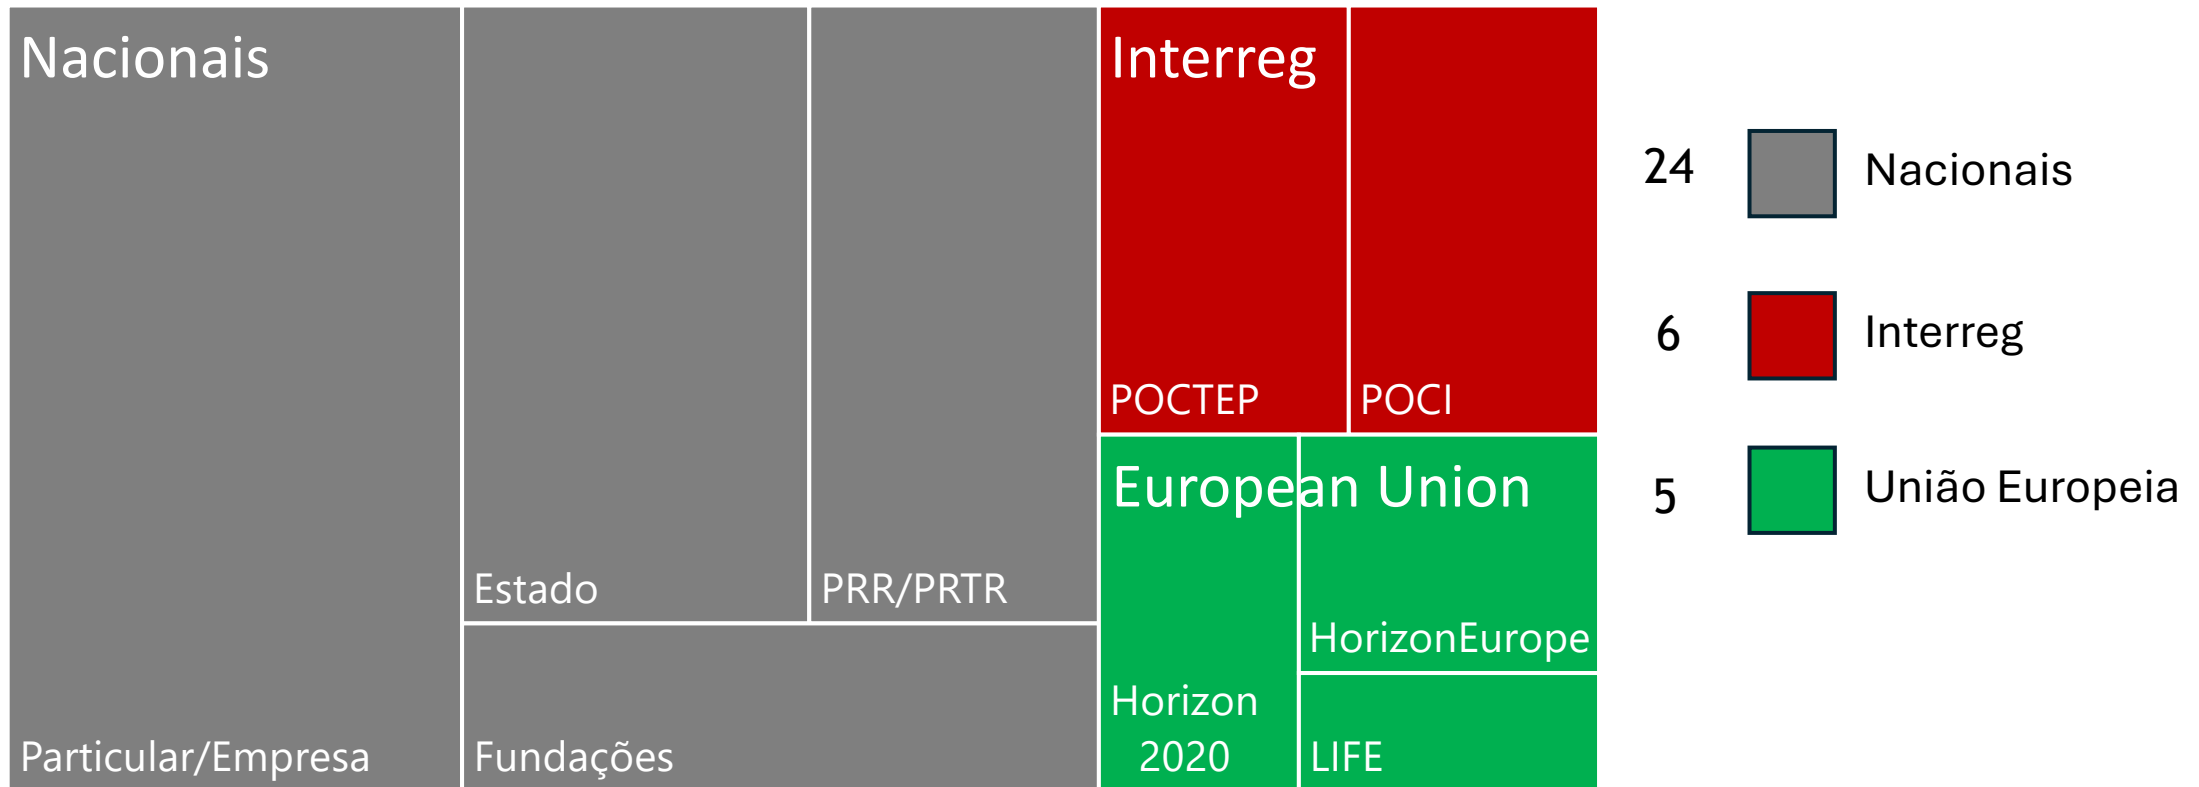 Nacionais
Interreg
POCTEP
POCI
European Union
Estado
PRR/PRTR
HorizonEurope
Horizon
2020
Particular/Empresa
Fundações
LIFE
24 Nacionais
6 Interreg
5 União Europeia